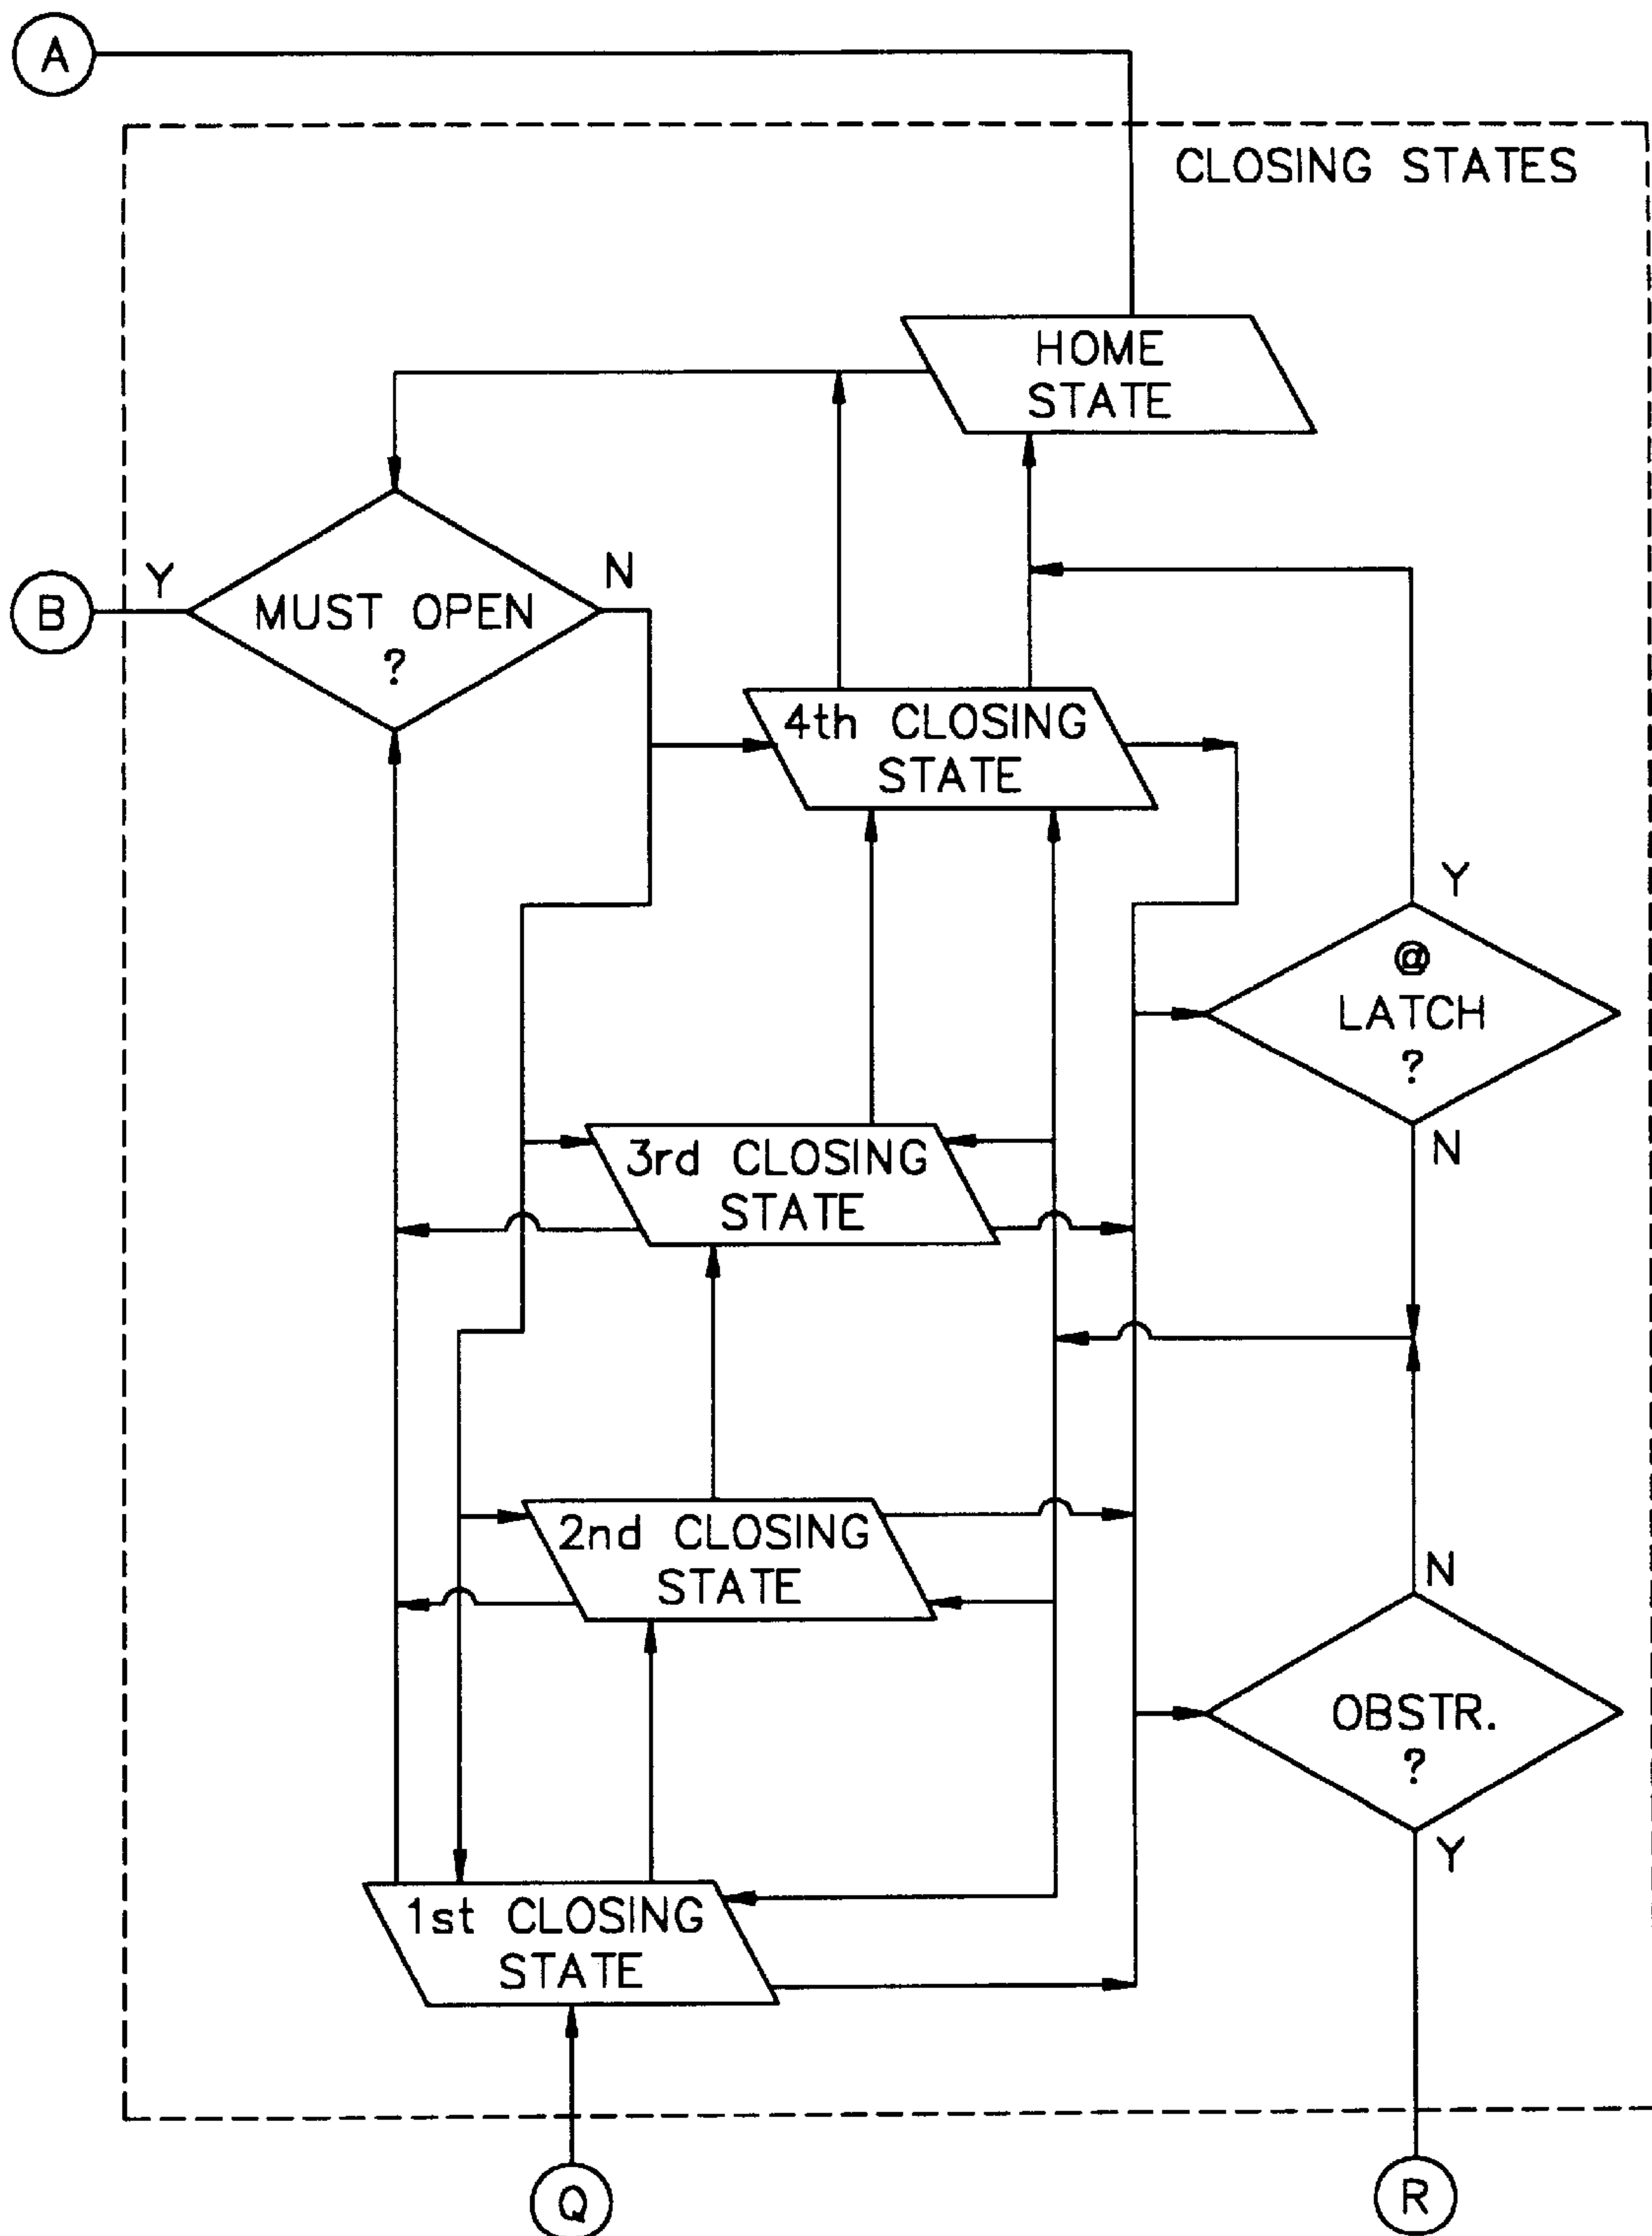 A
CLOSING STATES
HOME
STATE
Y
N
B
MUST OPEN
?
4th CLOSING
STATE
Y
@
LATCH
?
N
3rd CLOSING
STATE
2nd CLOSING
STATE
N
OBSTR.
?
Y
1st CLOSING
STATE
Q
R